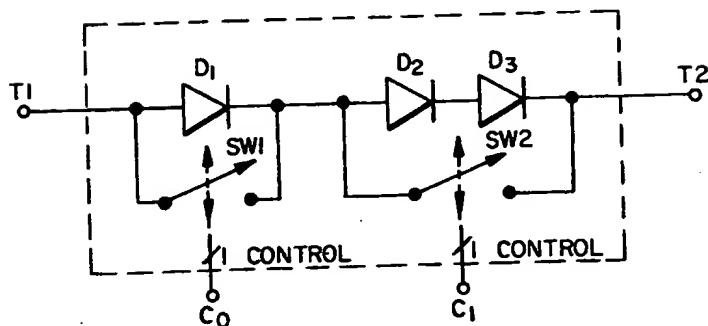 T1
D1
D2
D3
T2
SW1
SW2
1 CONTROL
1 CONTROL
C0
C1